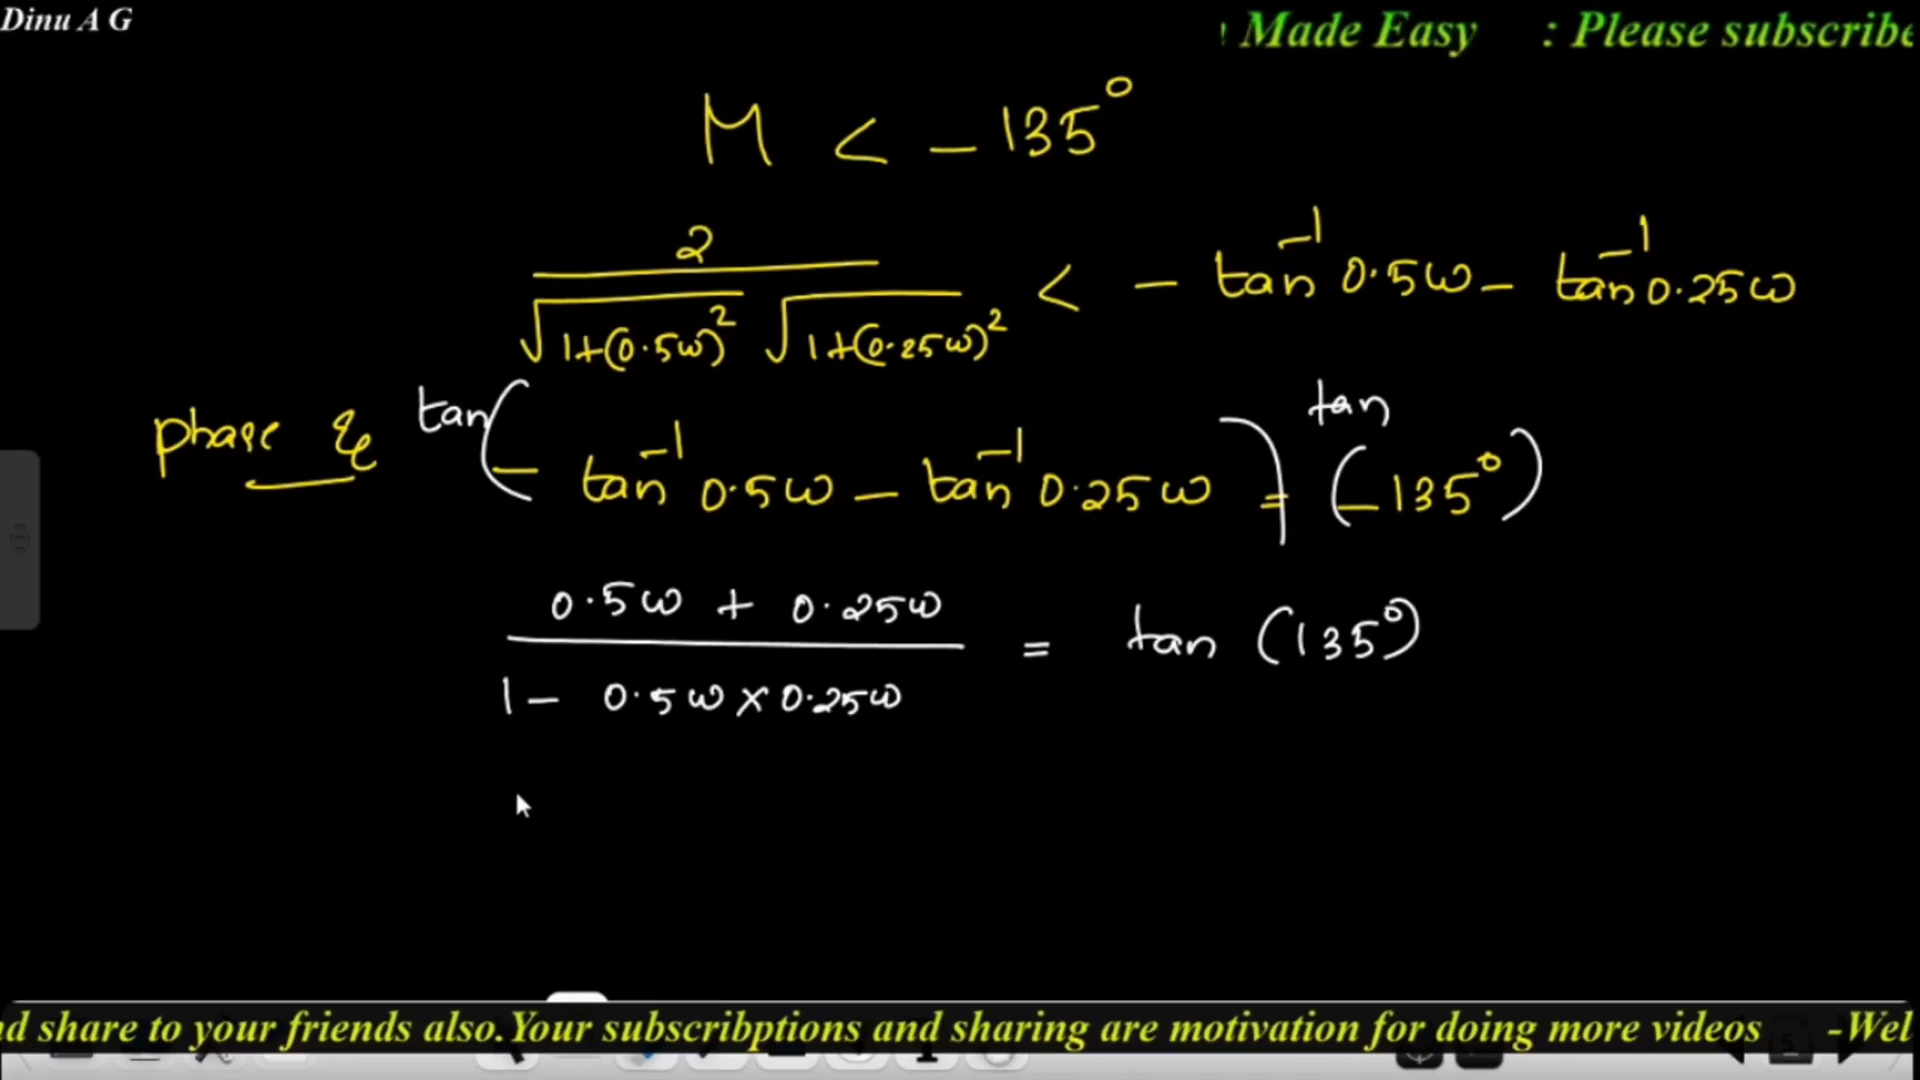 Dinu A G
! Made Easy : Please subscribe
M < - 135°
2
√1+(0.5ω)² √1+(0.25ω)² < - tan⁻¹ 0.5ω - tan⁻¹ 0.25ω
phase & tan(- tan⁻¹ 0.5ω - tan⁻¹ 0.25ω) = tan (-135°)
0.5ω + 0.25ω
= tan (135°)
1 - 0.5ω × 0.25ω
nd share to your friends also.Your subscribptions and sharing are motivation for doing more videos -Wel